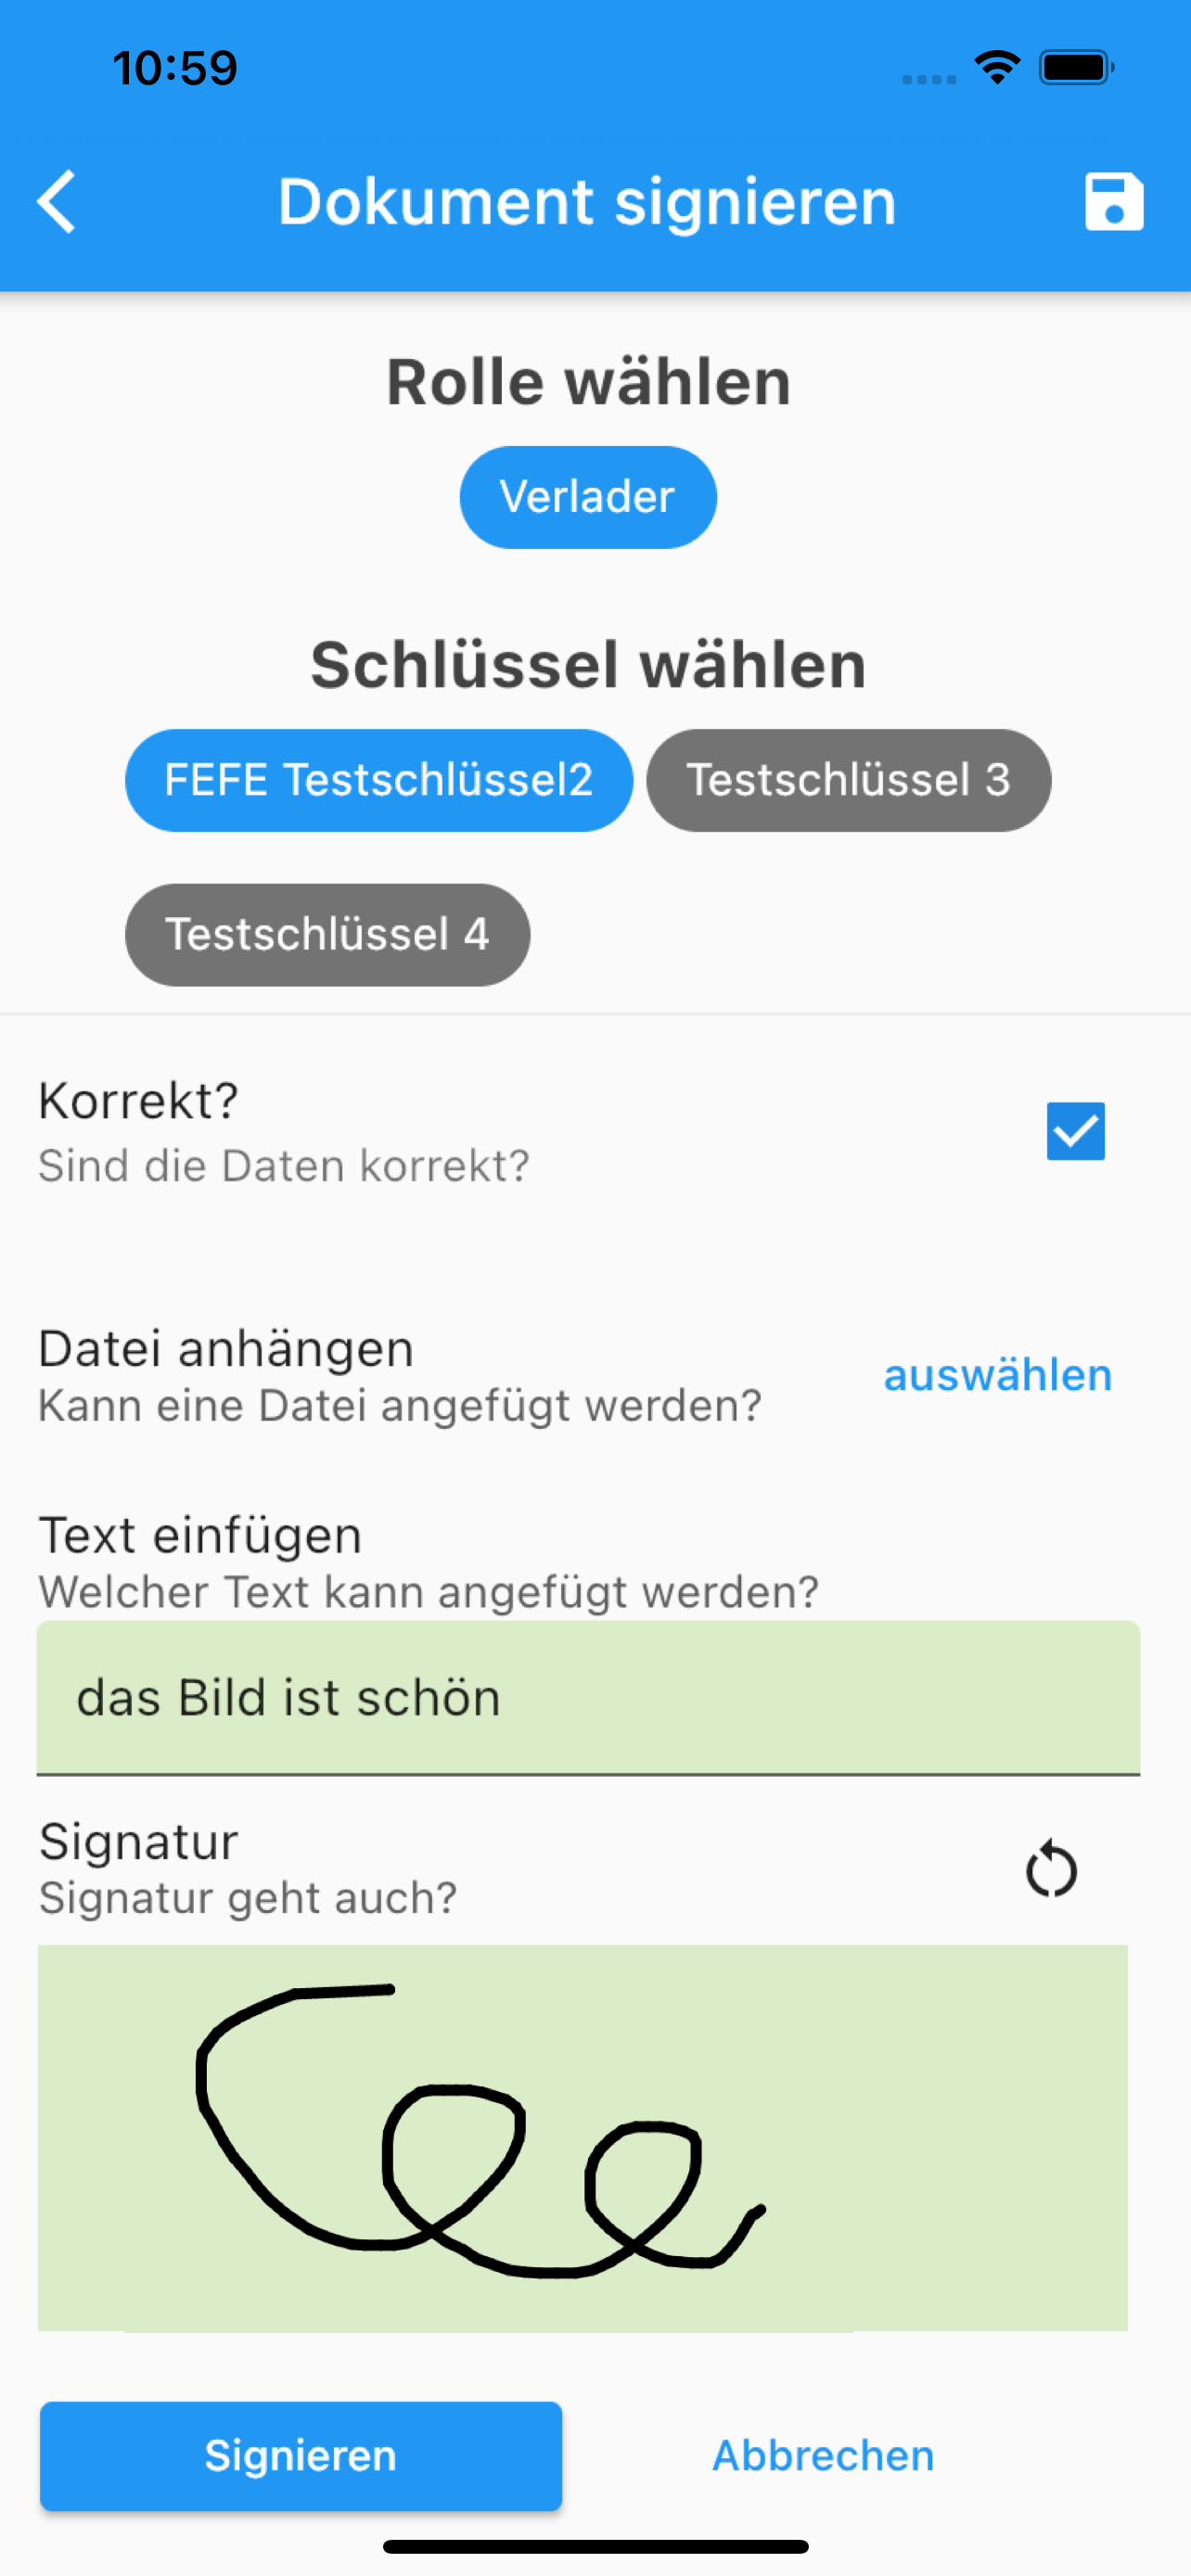 10:59
Dokument signieren
Rolle wählen
Verlader
Schlüssel wählen
FEFE Testschlüssel2 Testschlüssel 3
Testschlüssel 4
Korrekt?
Sind die Daten korrekt?
Datei anhängen
auswählen
Kann eine Datei angefügt werden?
Text einfügen
Welcher Text kann angefügt werden?
das Bild ist schön
Signatur
Signatur geht auch?
Signieren Abbrechen